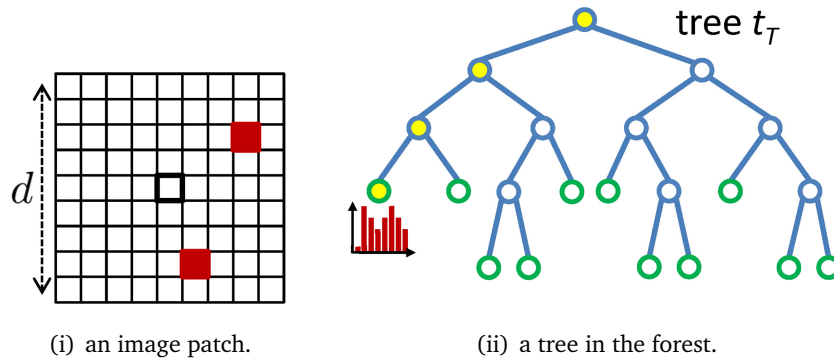 tree t_T
d
(i) an image patch.
(ii) a tree in the forest.